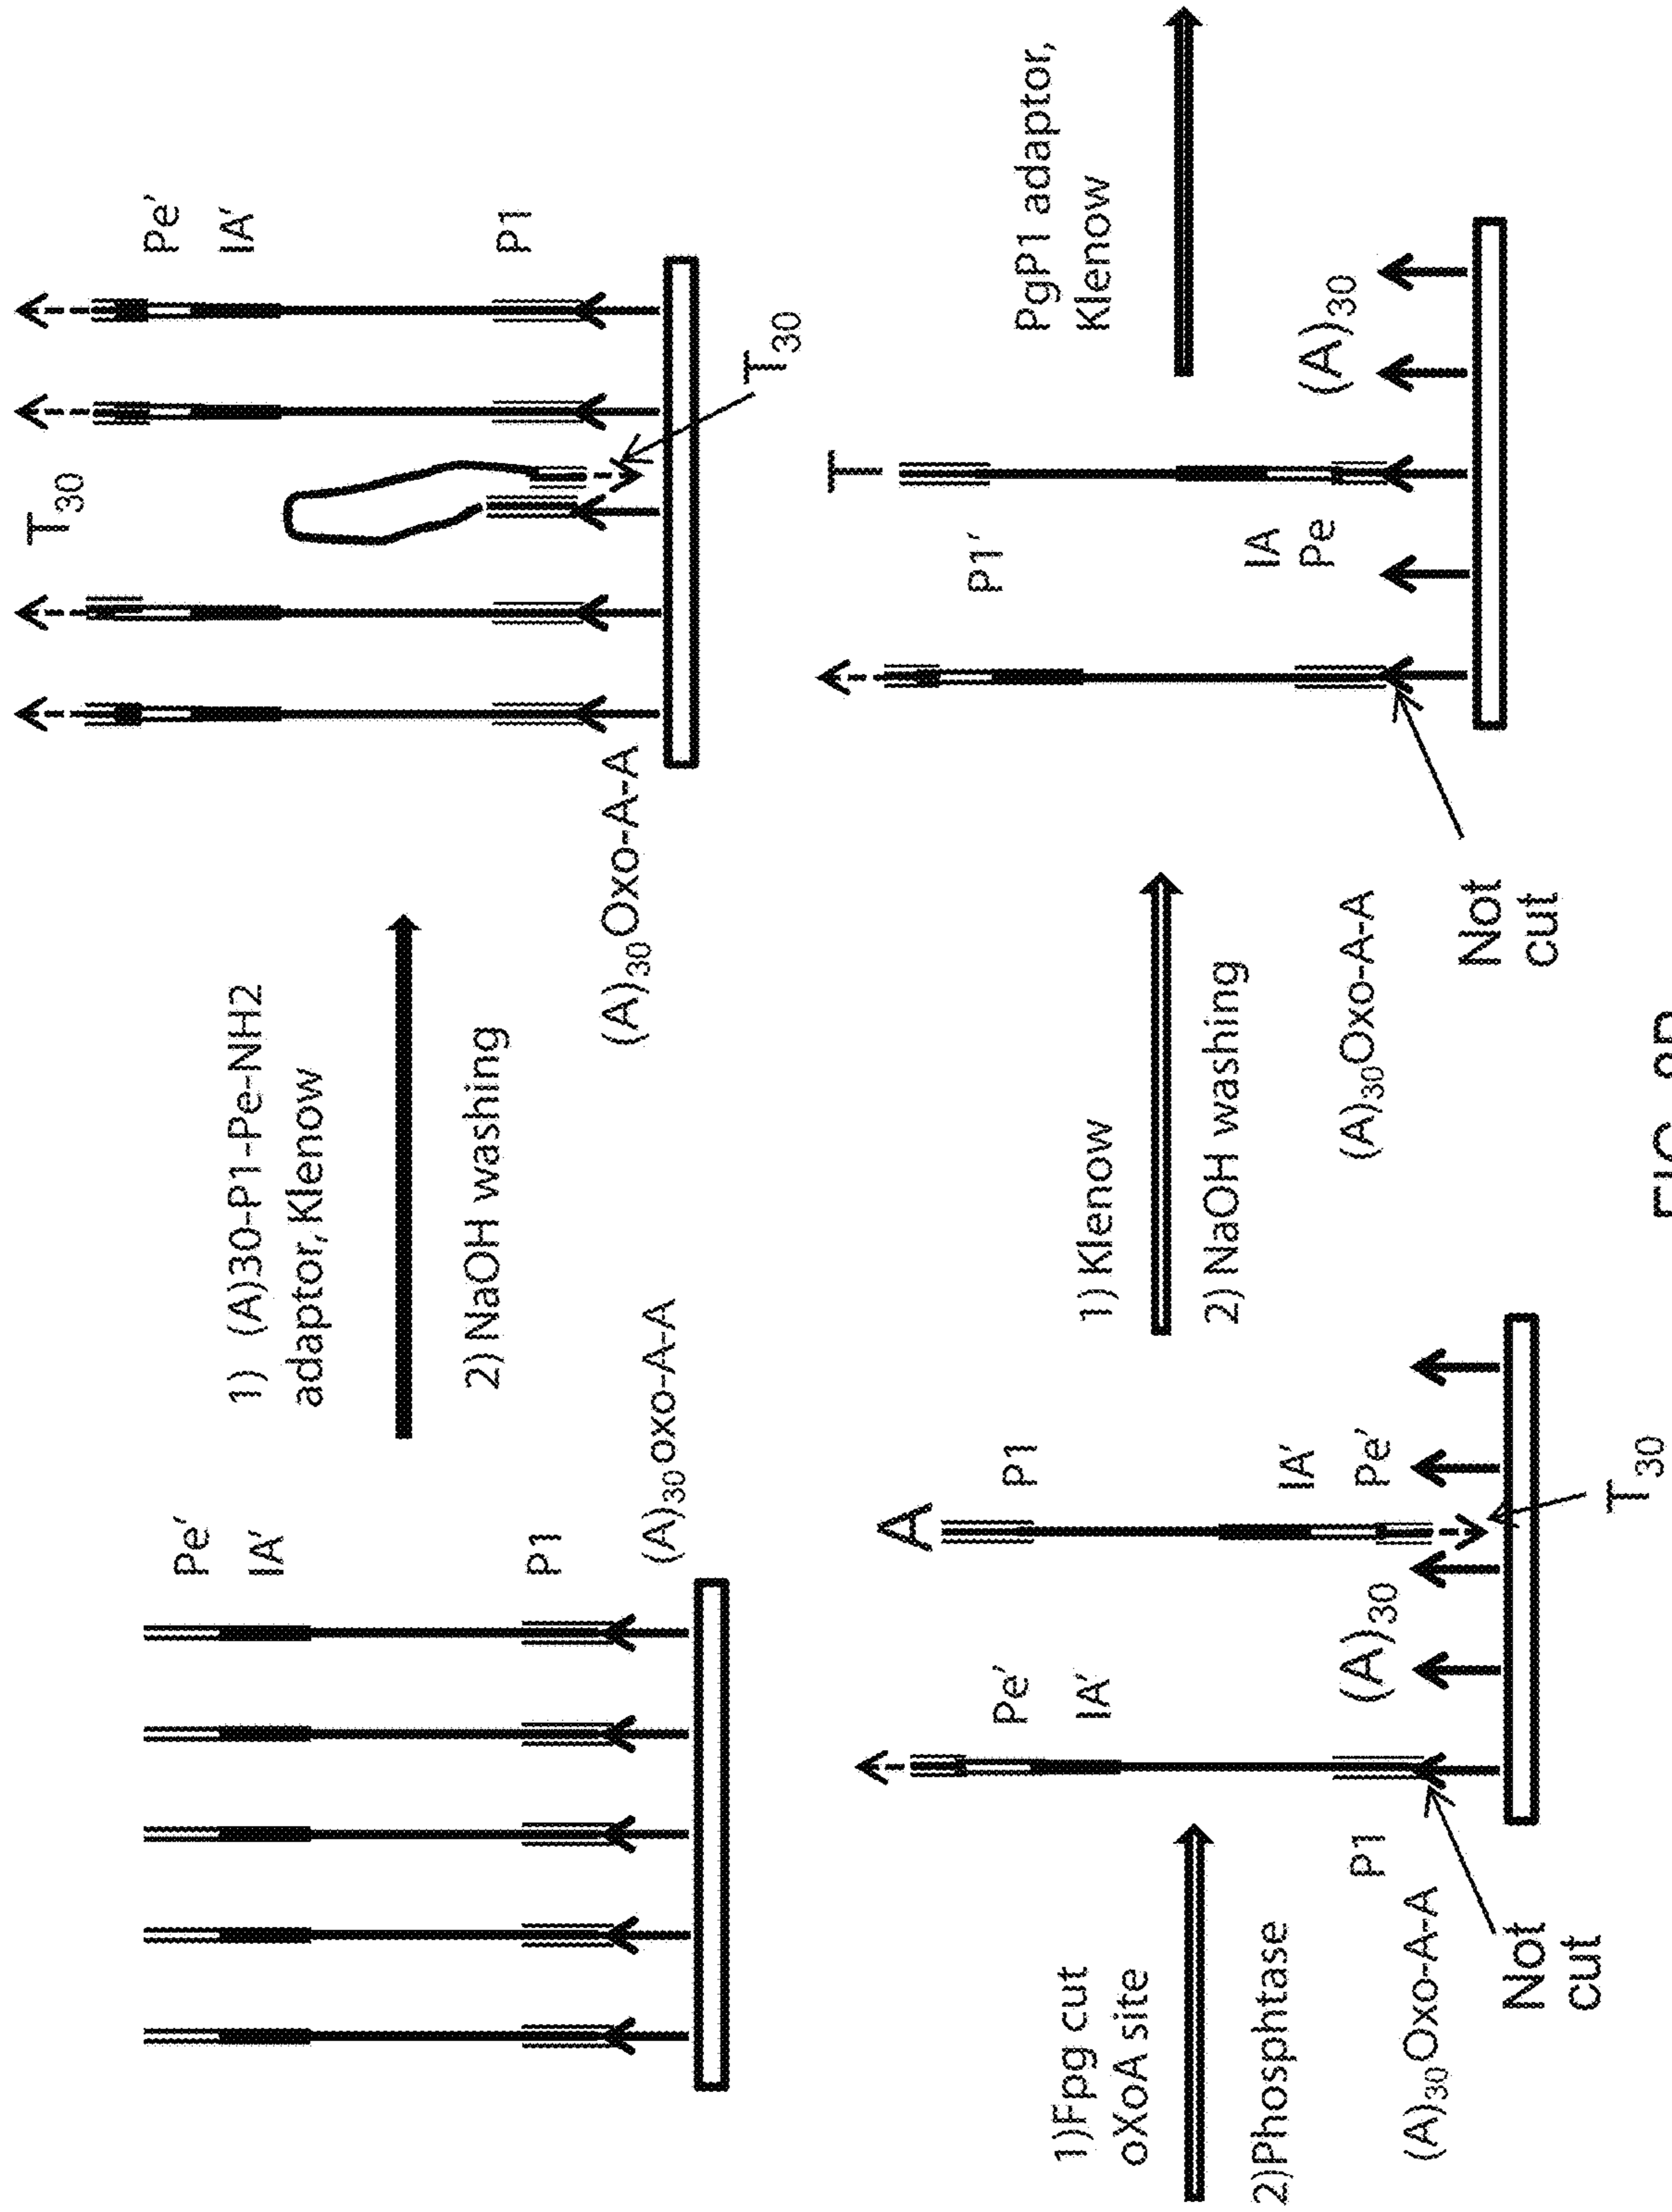 Pe′
IA′
P1
(A)₃₀oxo-A-A
1) (A)30-P1-Pe-NH2
adaptor, Klenow
2) NaOH washing
T₃₀
Pe′
IA′
P1
(A)₃₀Oxo-A-A
T₃₀
1)Fpg cut
oXoA site
2)Phosphtase
(A)₃₀Oxo-A-A
Not
cut
Pe′
IA′
P1
(A)₃₀
A
P1
IA′
Pe′
T₃₀
1) Klenow
2) NaOH washing
(A)₃₀Oxo-A-A
Not
cut
P1′
IA
Pe
T
(A)₃₀
PgP1 adaptor,
Klenow
FIG.